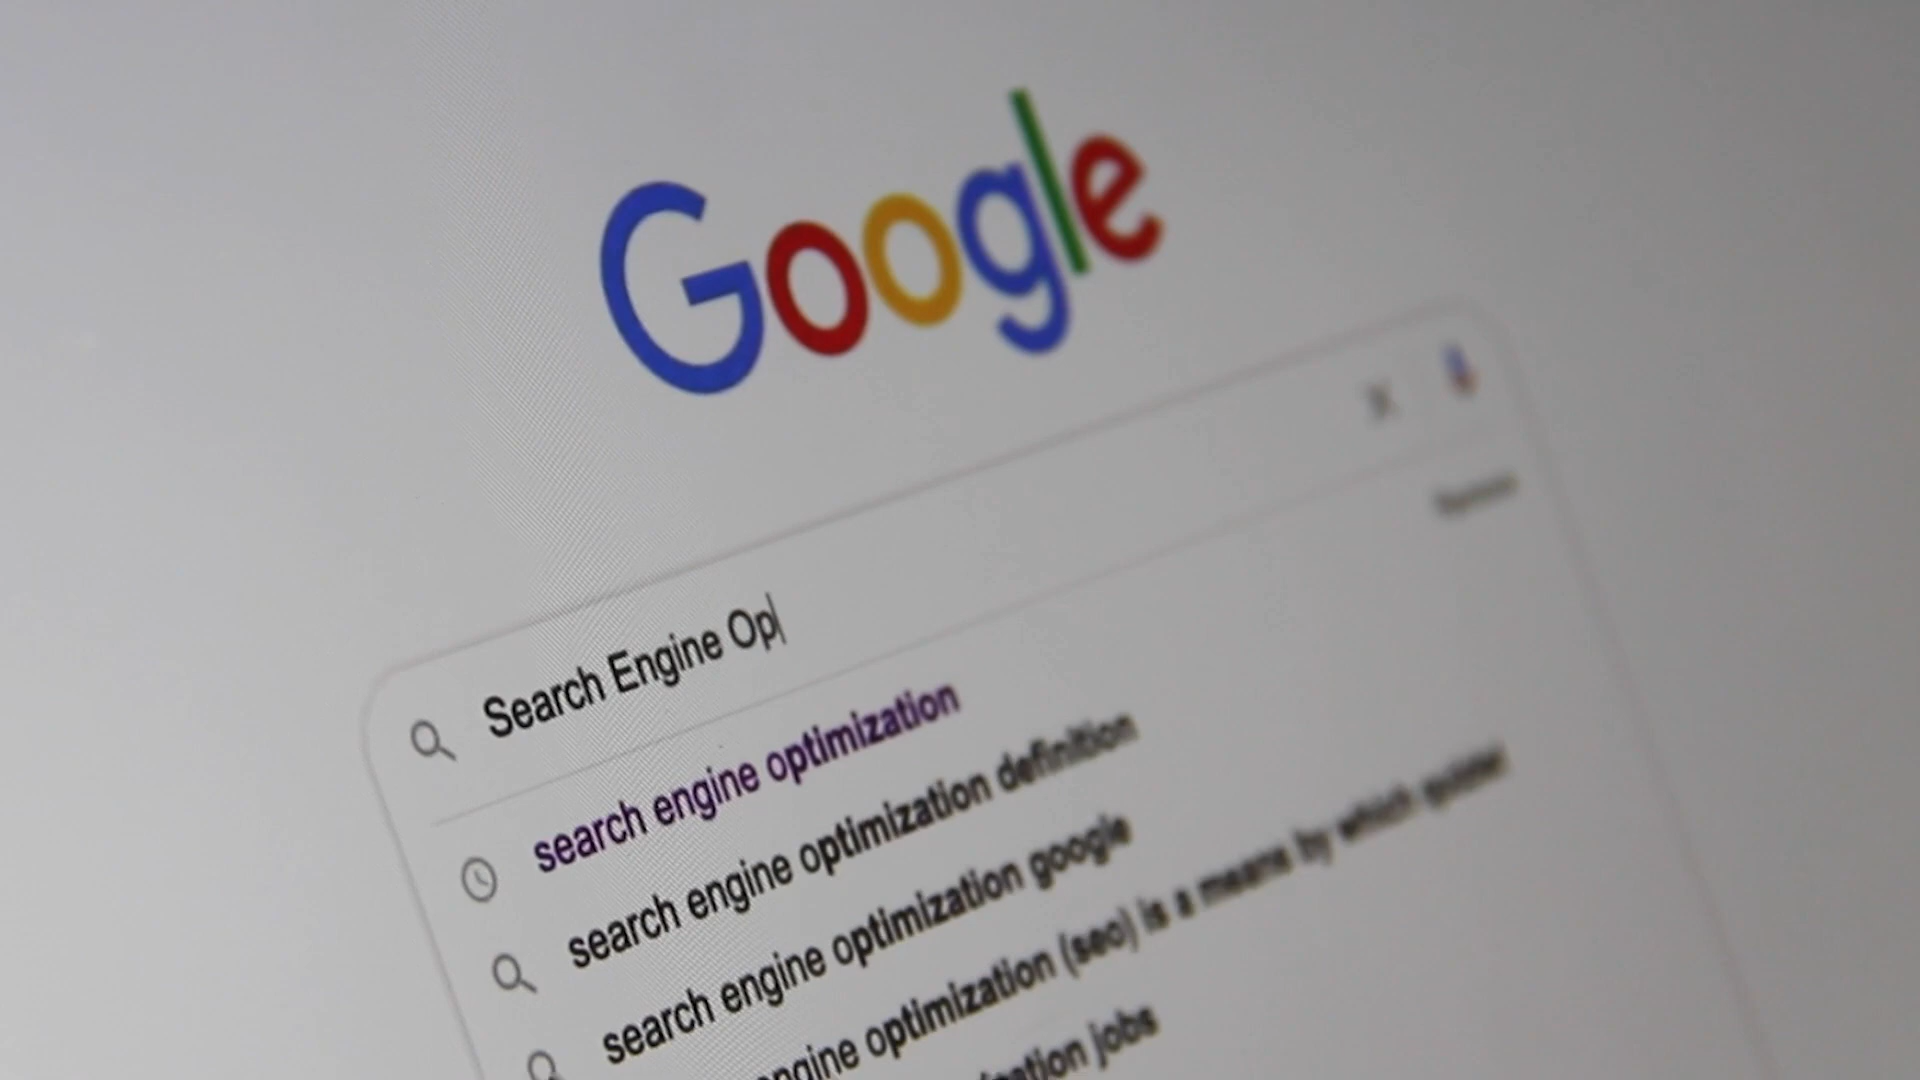 Google
Search Engine Op
search engine optimization
search engine optimization definition
search engine optimization google
engine optimization (seo) is a means by which
jobs